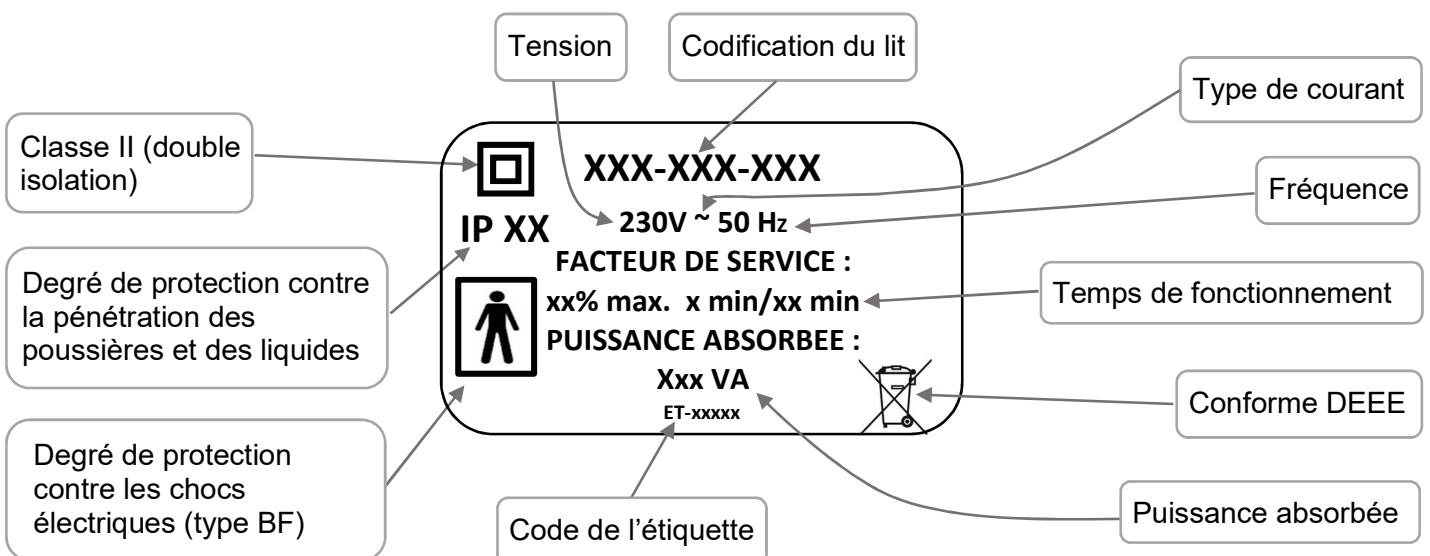 Tension
Codification du lit
Type de courant
Classe II (double
isolation)
XXX-XXX-XXX
Fréquence
230V ~ 50 Hz
IP XX
FACTEUR DE SERVICE :
Degré de protection contre
la pénétration des
poussières et des liquides
xx% max. x min/xx min
Temps de fonctionnement
PUISSANCE ABSORBEE :
Xxx VA
Conforme DEEE
ET-xxxxx
Degré de protection
contre les chocs
électriques (type BF)
Code de l’étiquette
Puissance absorbée